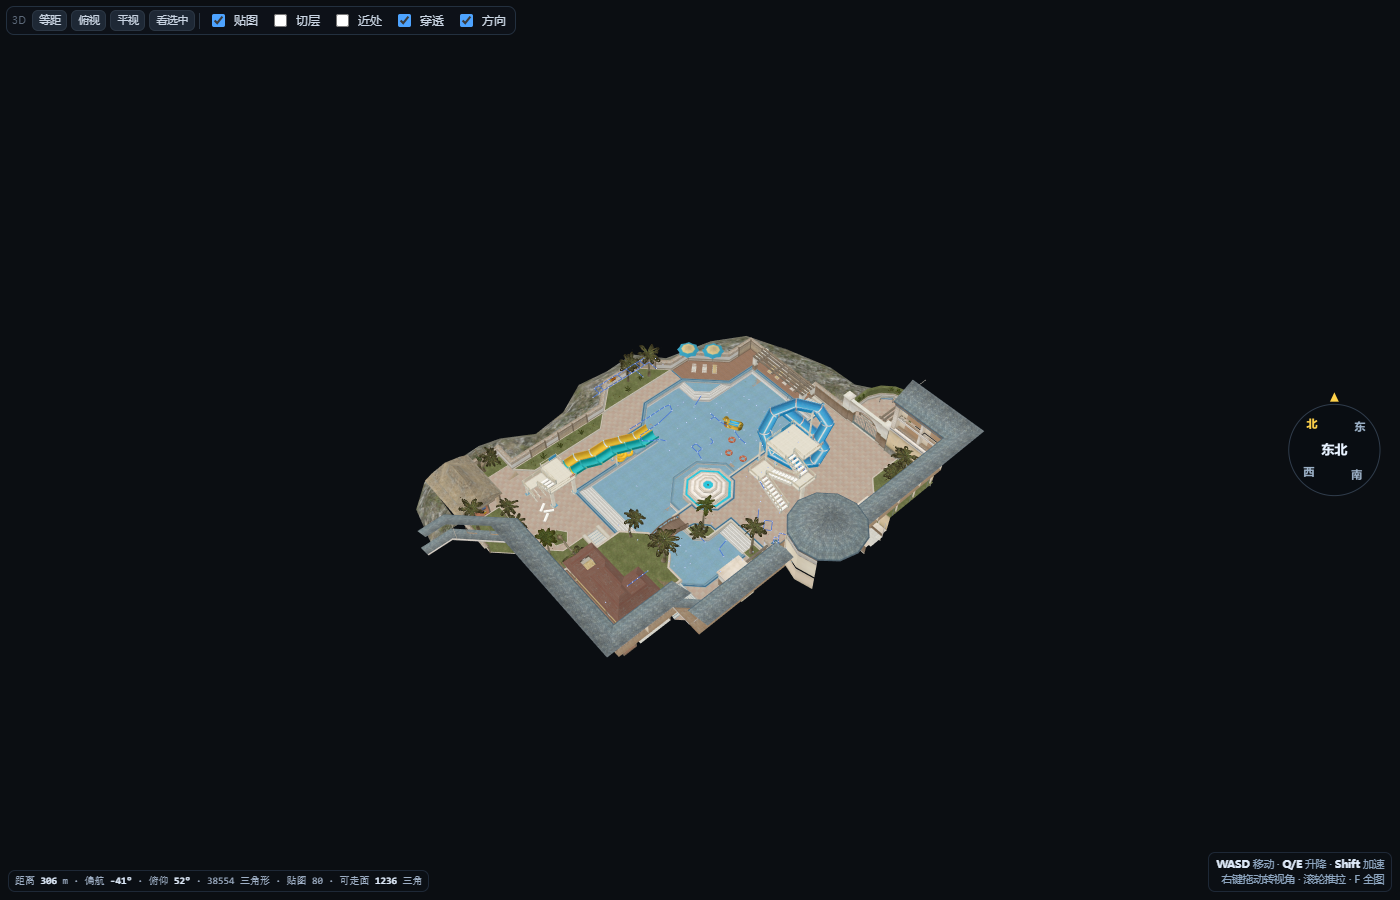 3D 等距 俯视 平视 看选中 贴图 切层 近处 穿透 方向
北 东
东北
西 南
距离 306 m · 偏航 -41° · 俯仰 52° · 38554 三角形 · 贴图 80 · 可走面 1236 三角
WASD 移动 · Q/E 升降 · Shift 加速
右键拖动转视角 · 滚轮推拉 · F 全图